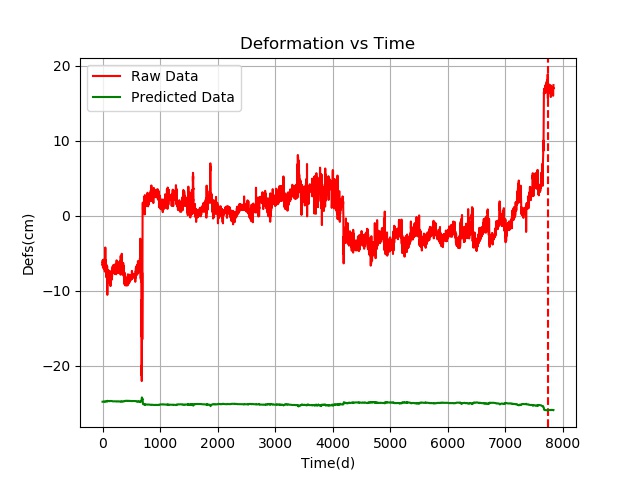 Deformation vs Time
Raw Data
Predicted Data
20
10
0
−10
−20
Defs(cm)
0 1000 2000 3000 4000 5000 6000 7000 8000
Time(d)